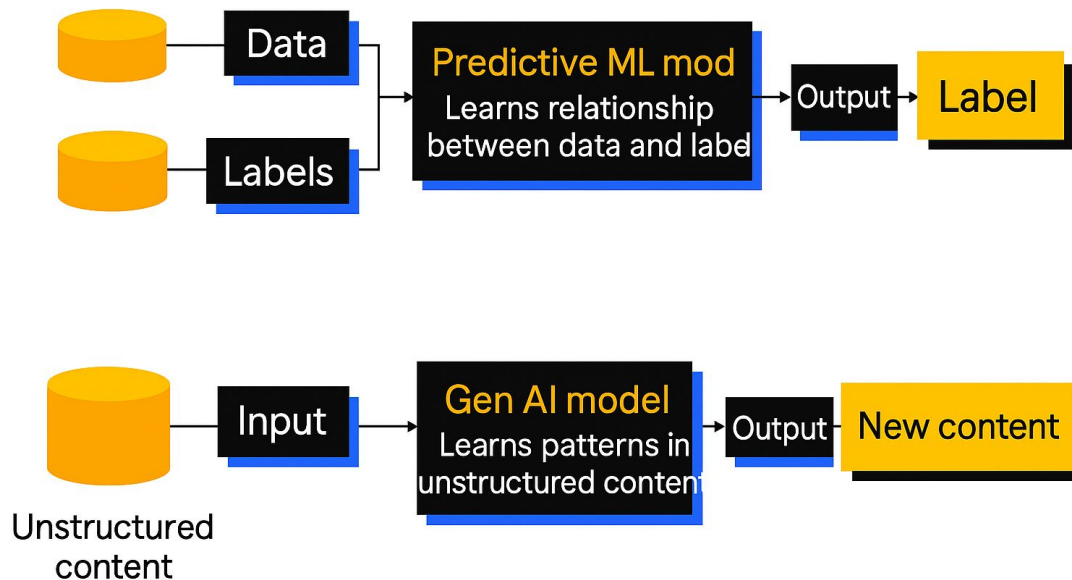 Data
Labels
Predictive ML mod
Learns relationship
between data and label
Output
Label
Unstructured
content
Input
Gen AI model
Learns patterns in
unstructured content
Output
New content